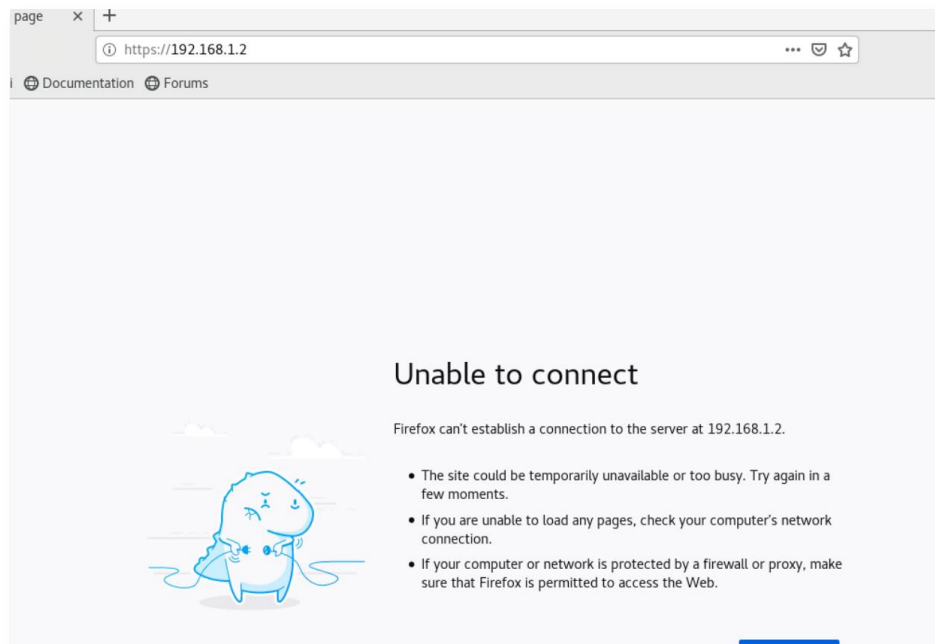 page × +
https://192.168.1.2
i Documentation Forums
Unable to connect
Firefox can't establish a connection to the server at 192.168.1.2.
• The site could be temporarily unavailable or too busy. Try again in a
few moments.
• If you are unable to load any pages, check your computer's network
connection.
• If your computer or network is protected by a firewall or proxy, make
sure that Firefox is permitted to access the Web.